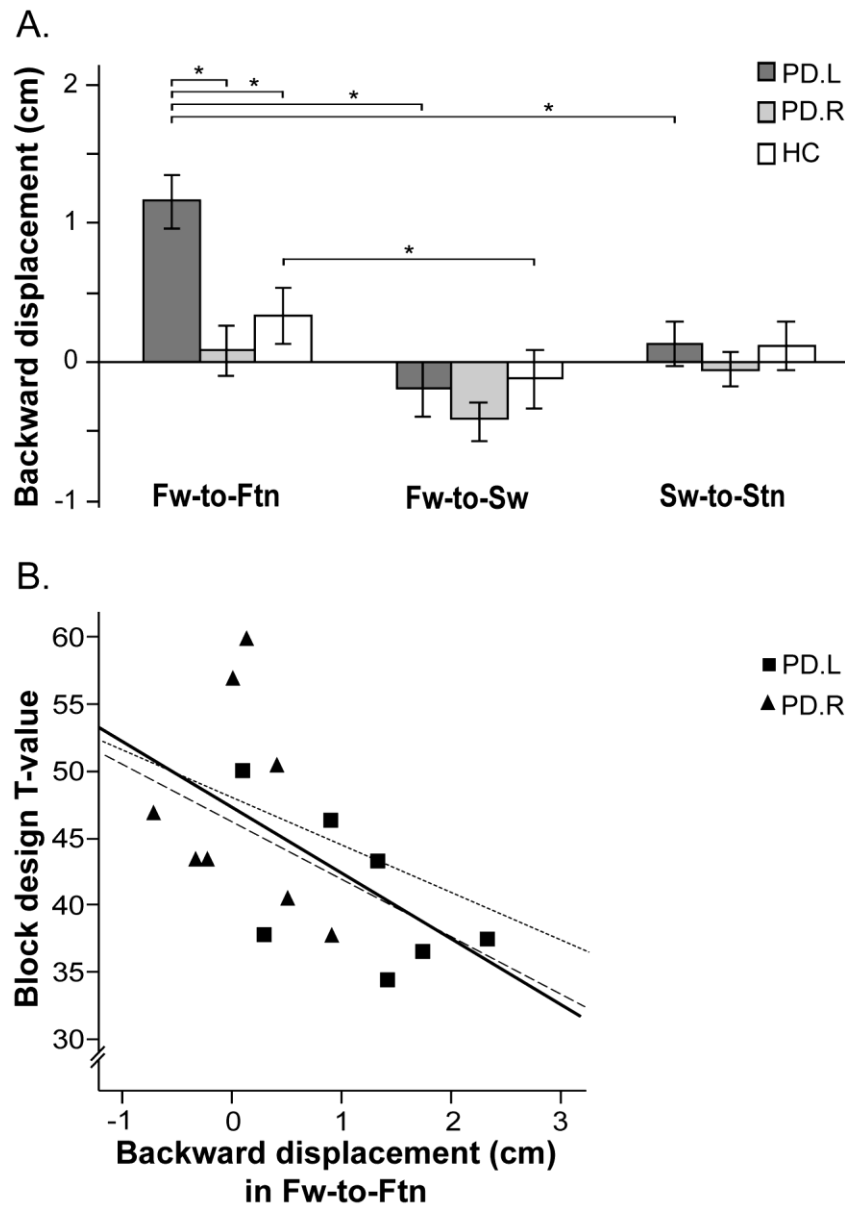 A.
Backward displacement (cm)
2
1
0
-1
* * * *
*
PD.L
PD.R
HC
Fw-to-Ftn Fw-to-Sw Sw-to-Stn
B.
Block design T-value
60
55
50
45
40
35
30
PD.L
PD.R
-1 0 1 2 3
Backward displacement (cm)
in Fw-to-Ftn